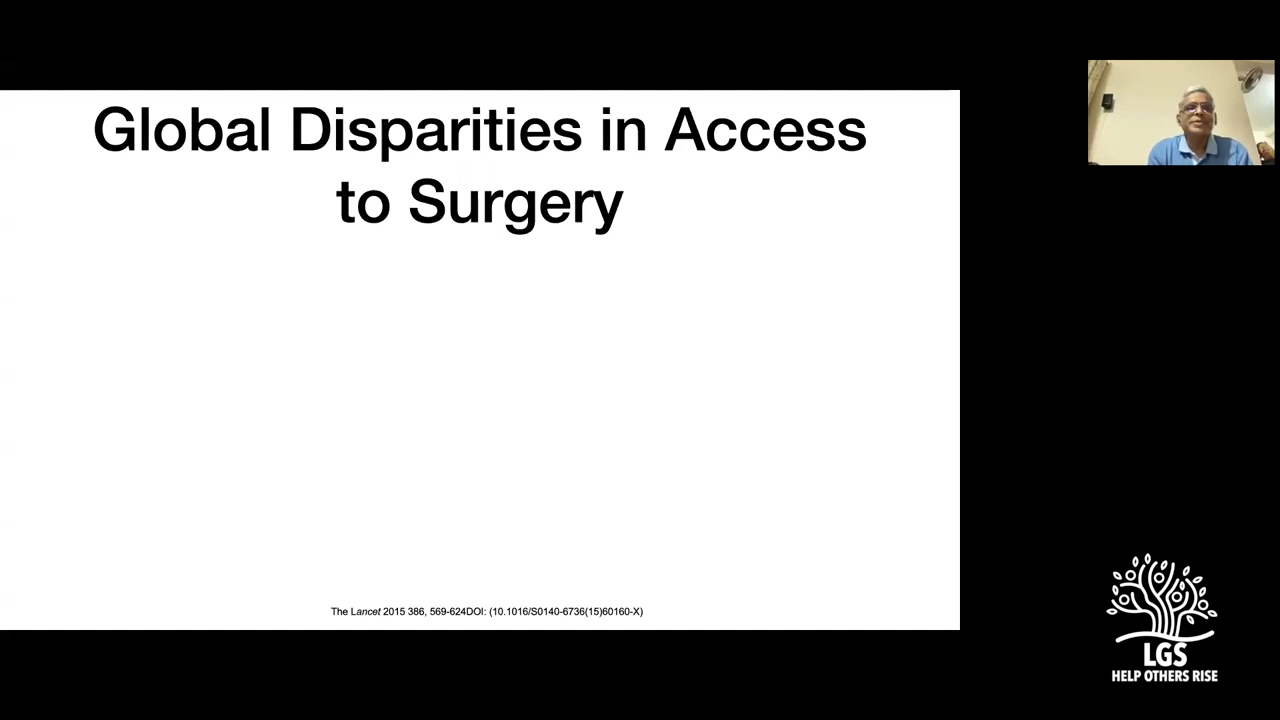 Global Disparities in Access
to Surgery
The Lancet 2015 386, 569-624DOI: (10.1016/S0140-6736(15)60160-X)
LGS
HELP OTHERS RISE